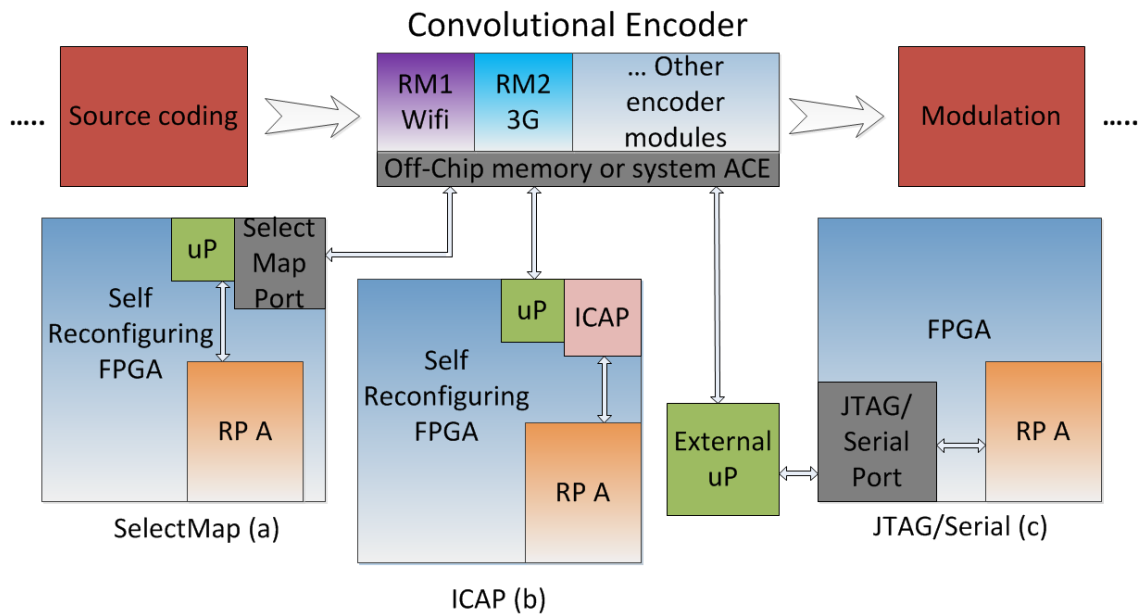 Convolutional Encoder
..... Source coding
RM1
Wifi
RM2
3G
... Other
encoder
modules
Modulation .....
Off-Chip memory or system ACE
uP
Select
Map
Port
Self
Reconfiguring
FPGA
RP A
SelectMap (a)
uP
ICAP
Self
Reconfiguring
FPGA
RP A
ICAP (b)
External
uP
FPGA
JTAG/
Serial
Port
RP A
JTAG/Serial (c)